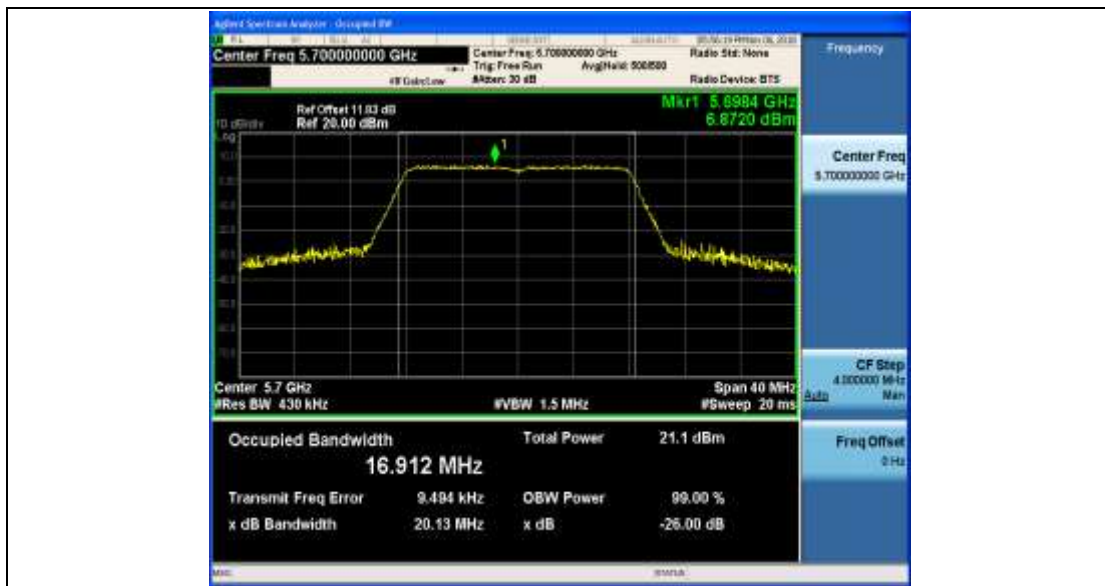 Agilent Spectrum Analyzer - Occupied BW
Center Freq 5.700000000 GHz
Center Freq: 5.700000000 GHz
Radio Std: None
Trig: Free Run
Avg|Hold: 500/500
#IFGain:Low
#Atten: 30 dB
Radio Device: BTS
Ref Offset 11.83 dB
Mkr1 5.6984 GHz
10 dB/div
Ref 20.00 dBm
6.8720 dBm
Log
1
Center 5.7 GHz
Span 40 MHz
#Res BW 430 kHz
#VBW 1.5 MHz
#Sweep 20 ms
Occupied Bandwidth
Total Power
21.1 dBm
16.912 MHz
Transmit Freq Error
9.494 kHz
OBW Power
99.00 %
x dB Bandwidth
20.13 MHz
x dB
-26.00 dB
Frequency
Center Freq
5.700000000 GHz
CF Step
4.000000 MHz
Auto
Man
Freq Offset
0 Hz
MSG
STATUS